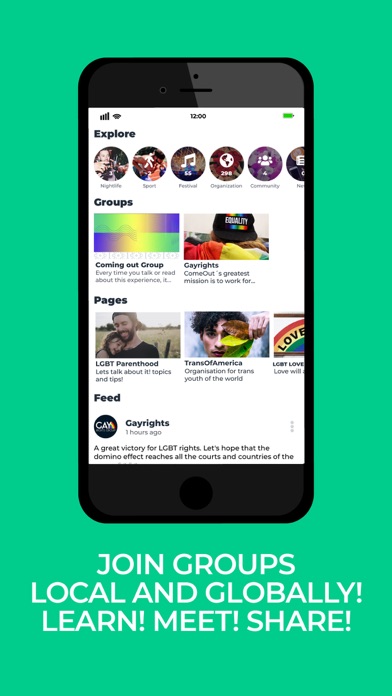 12:00
Explore
-2
55
298
4
Nightlife
Sport
Festival
Organization
Community
Groups
EQUALITY
Coming out Group
Gayrights
Every time you talk or read
about this experience, it...
ComeOut`s greatest
mission is to work for...
Pages
LOVE
LGBT Parenthood
TransOfAmerica
LGBT LOVE
Lets talk about it! topics
and tips!
Organisation for trans
youth of the world
Love will a
Feed
GAY
Gayrights
1 hours ago
A great victory for LGBT rights. Let's hope that the
domino effect reaches all the courts and countries of the
JOIN GROUPS
LOCAL AND GLOBALLY!
LEARN! MEET! SHARE!